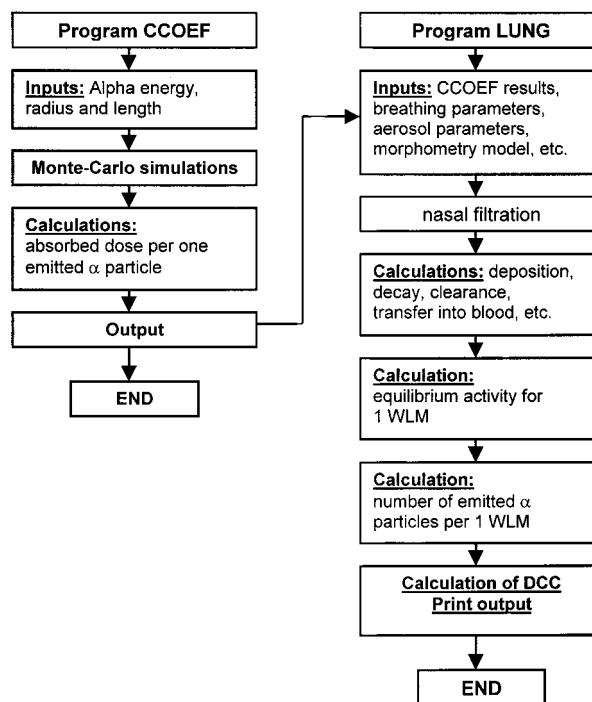 Program CCOEF
Inputs: Alpha energy,
radius and length
Monte-Carlo simulations
Calculations:
absorbed dose per one
emitted α particle
Output
END
Program LUNG
Inputs: CCOEF results,
breathing parameters,
aerosol parameters,
morphometry model, etc.
nasal filtration
Calculations: deposition,
decay, clearance,
transfer into blood, etc.
Calculation:
equilibrium activity for
1 WLM
Calculation:
number of emitted α
particles per 1 WLM
Calculation of DCC
Print output
END